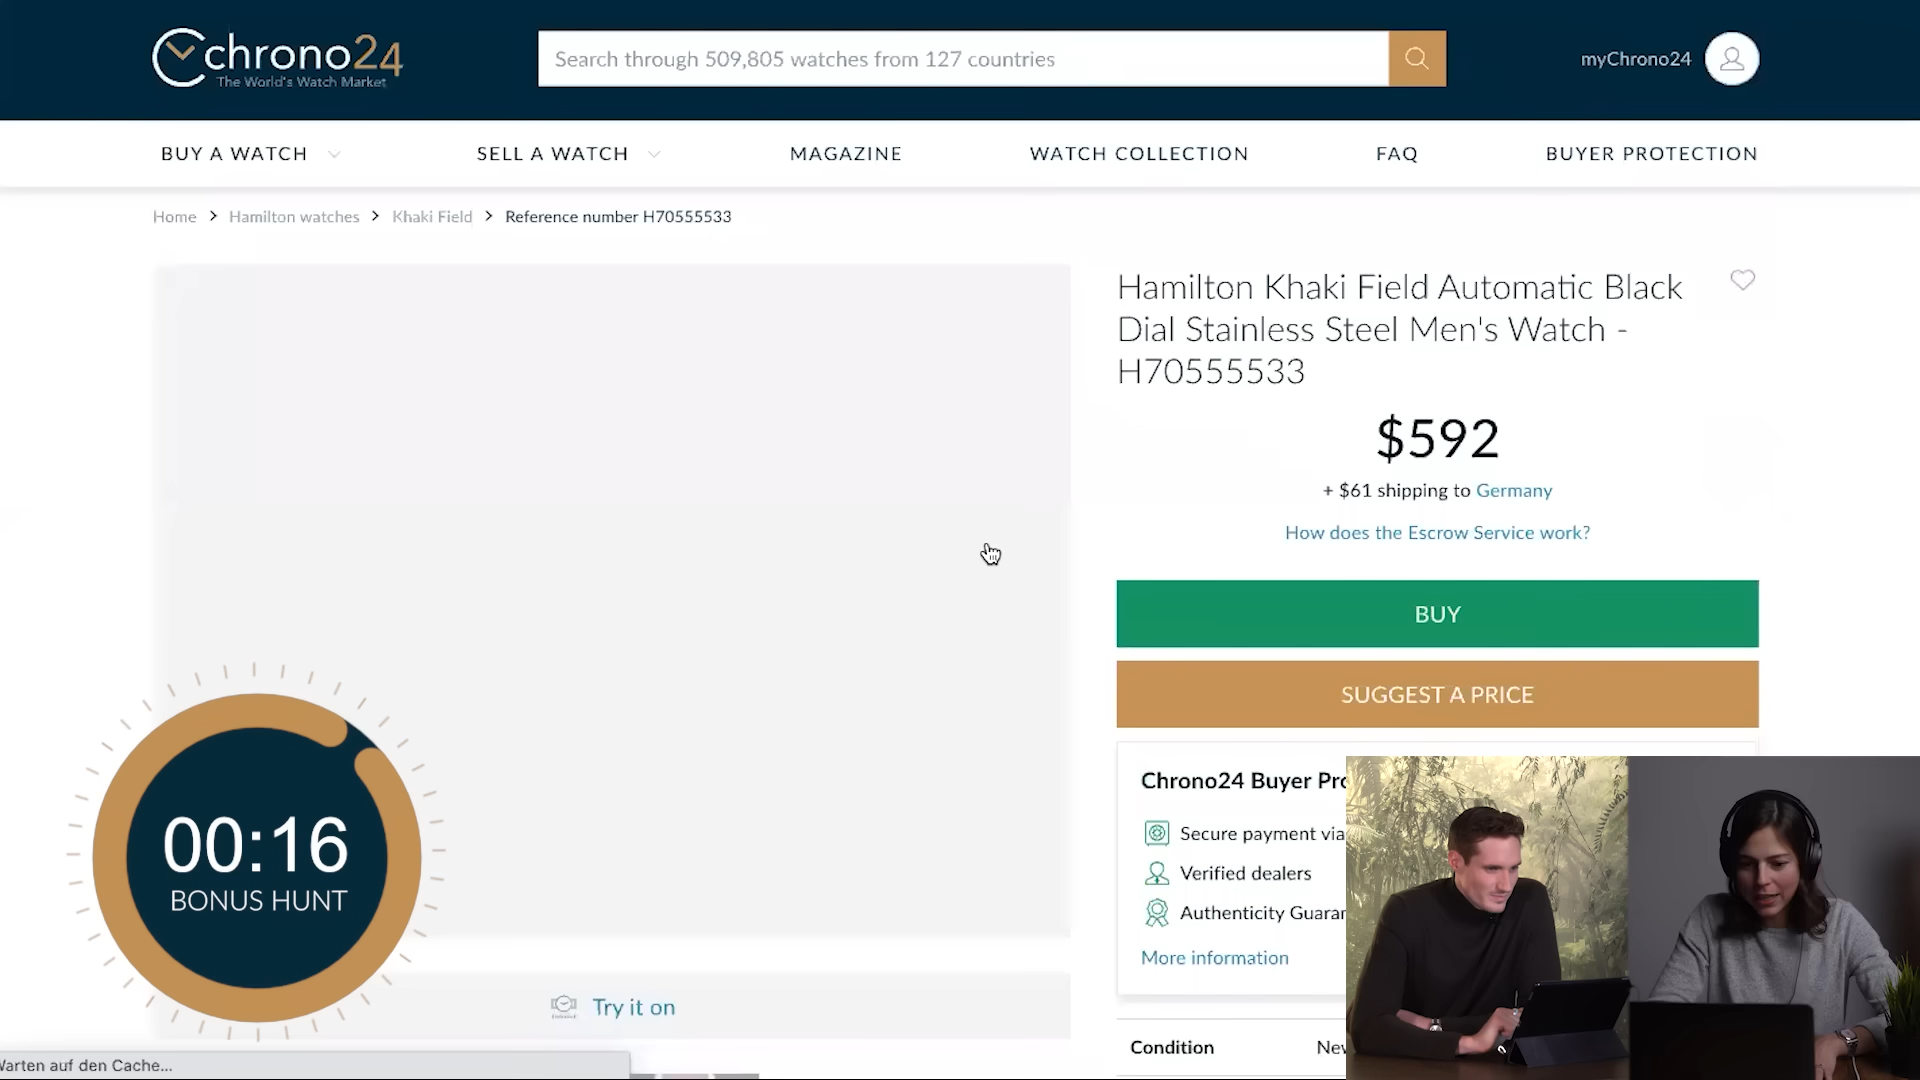 chrono24
The World's Watch Market
Search through 509,805 watches from 127 countries
myChrono24
BUY A WATCH
SELL A WATCH
MAGAZINE
WATCH COLLECTION
FAQ
BUYER PROTECTION
Home > Hamilton watches > Khaki Field > Reference number H70555533
Hamilton Khaki Field Automatic Black
Dial Stainless Steel Men's Watch -
H70555533
$592
+ $61 shipping to Germany
How does the Escrow Service work?
BUY
SUGGEST A PRICE
Chrono24 Buyer Pro
Secure payment via
Verified dealers
Authenticity Guaran
More information
Condition
New
00:16
BONUS HUNT
Try it on
Warten auf den Cache...